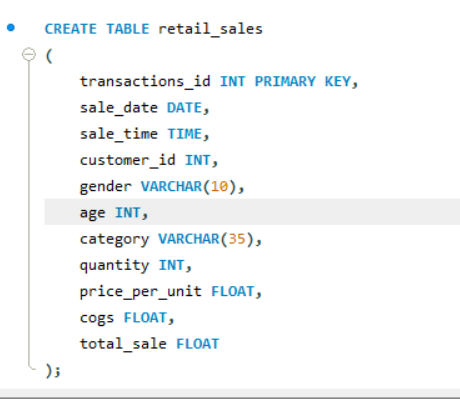 CREATE TABLE retail_sales
(
transactions_id INT PRIMARY KEY,
sale_date DATE,
sale_time TIME,
customer_id INT,
gender VARCHAR(10),
age INT,
category VARCHAR(35),
quantity INT,
price_per_unit FLOAT,
cogs FLOAT,
total_sale FLOAT
);